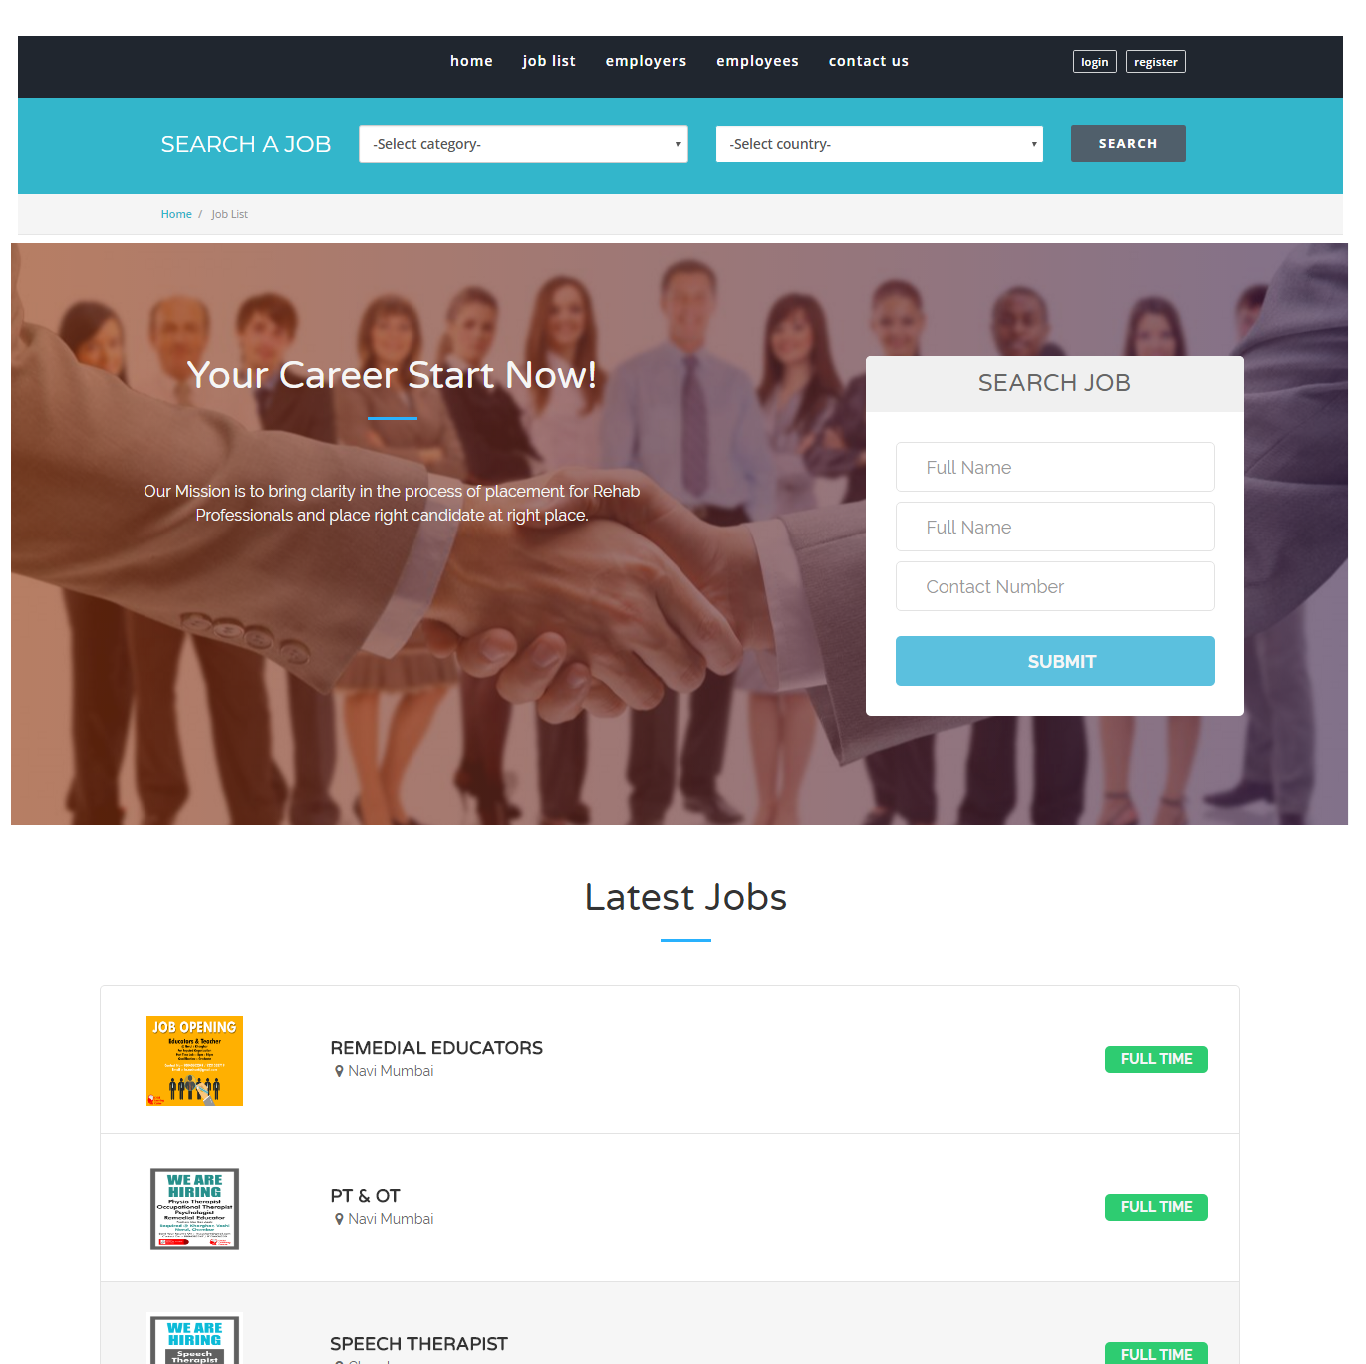 home job list employers employees contact us login register
SEARCH A JOB -Select category- -Select country- SEARCH
Home / Job List
Your Career Start Now!
Our Mission is to bring clarity in the process of placement for Rehab
Professionals and place right candidate at right place.
SEARCH JOB
Full Name
Full Name
Contact Number
SUBMIT
Latest Jobs
JOB OPENING
Educators & Teacher
REMEDIAL EDUCATORS
Navi Mumbai
FULL TIME
WE ARE
HIRING
Physio Therapist
Occupational Therapist
Psychologist
Remedial Educator
PT & OT
Navi Mumbai
FULL TIME
WE ARE
HIRING
Speech
Therapist
SPEECH THERAPIST
FULL TIME